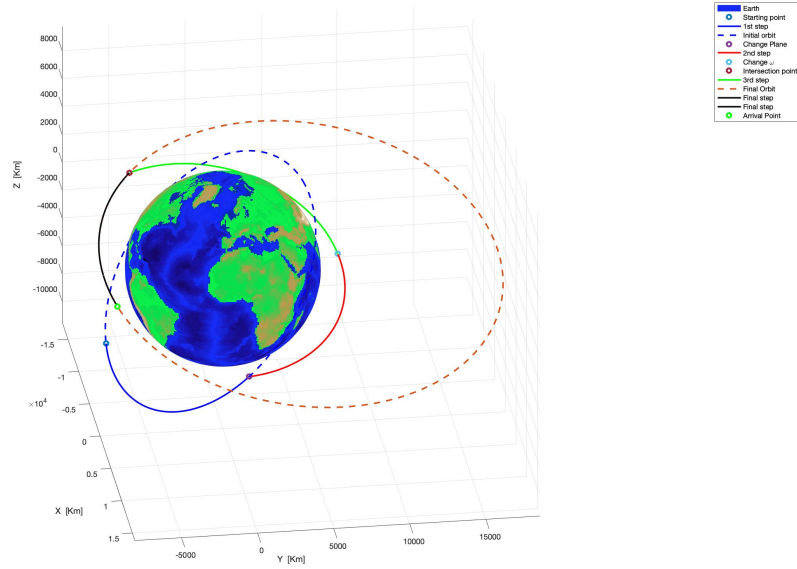 Earth
Starting point
1st step
Initial orbit
Change Plane
2nd step
Change ω
Intersection point
3rd step
Final Orbit
Final step
Final step
Arrival Point
8000
6000
4000
2000
0
-2000
-4000
-6000
-8000
-10000
Z [Km]
-1.5
-1
-0.5
×10⁴
0
0.5
1
1.5
X [Km]
-5000
0
5000
10000
15000
Y [Km]